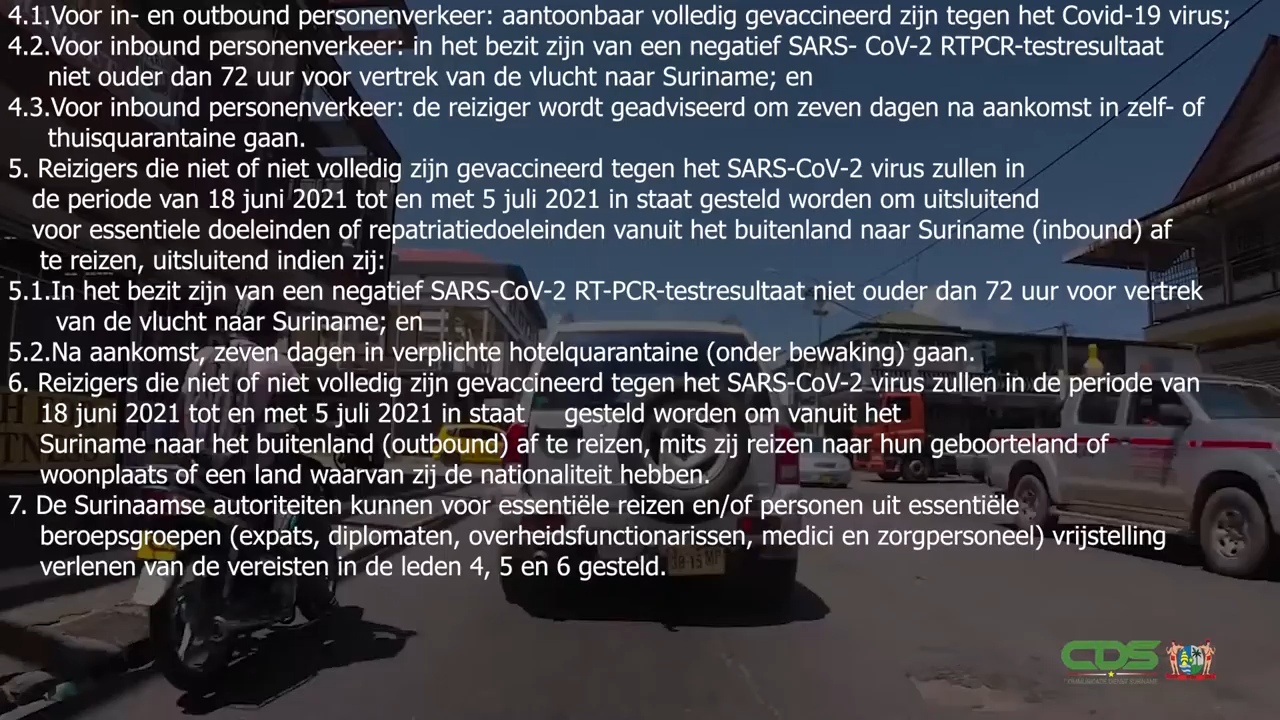 4.1.Voor in- en outbound personenverkeer: aantoonbaar volledig gevaccineerd zijn tegen het Covid-19 virus;
4.2.Voor inbound personenverkeer: in het bezit zijn van een negatief SARS- CoV-2 RTPCR-testresultaat
niet ouder dan 72 uur voor vertrek van de vlucht naar Suriname; en
4.3.Voor inbound personenverkeer: de reiziger wordt geadviseerd om zeven dagen na aankomst in zelf- of
thuisquarantaine gaan.
5. Reizigers die niet of niet volledig zijn gevaccineerd tegen het SARS-CoV-2 virus zullen in
de periode van 18 juni 2021 tot en met 5 juli 2021 in staat gesteld worden om uitsluitend
voor essentiele doeleinden of repatriatiedoeleinden vanuit het buitenland naar Suriname (inbound) af
te reizen, uitsluitend indien zij:
5.1.In het bezit zijn van een negatief SARS-CoV-2 RT-PCR-testresultaat niet ouder dan 72 uur voor vertrek
van de vlucht naar Suriname; en
5.2.Na aankomst, zeven dagen in verplichte hotelquarantaine (onder bewaking) gaan.
6. Reizigers die niet of niet volledig zijn gevaccineerd tegen het SARS-CoV-2 virus zullen in de periode van
18 juni 2021 tot en met 5 juli 2021 in staat gesteld worden om vanuit het
Suriname naar het buitenland (outbound) af te reizen, mits zij reizen naar hun geboorteland of
woonplaats of een land waarvan zij de nationaliteit hebben.
7. De Surinaamse autoriteiten kunnen voor essentiële reizen en/of personen uit essentiële
beroepsgroepen (expats, diplomaten, overheidsfunctionarissen, medici en zorgpersoneel) vrijstelling
verlenen van de vereisten in de leden 4, 5 en 6 gesteld.
CDS